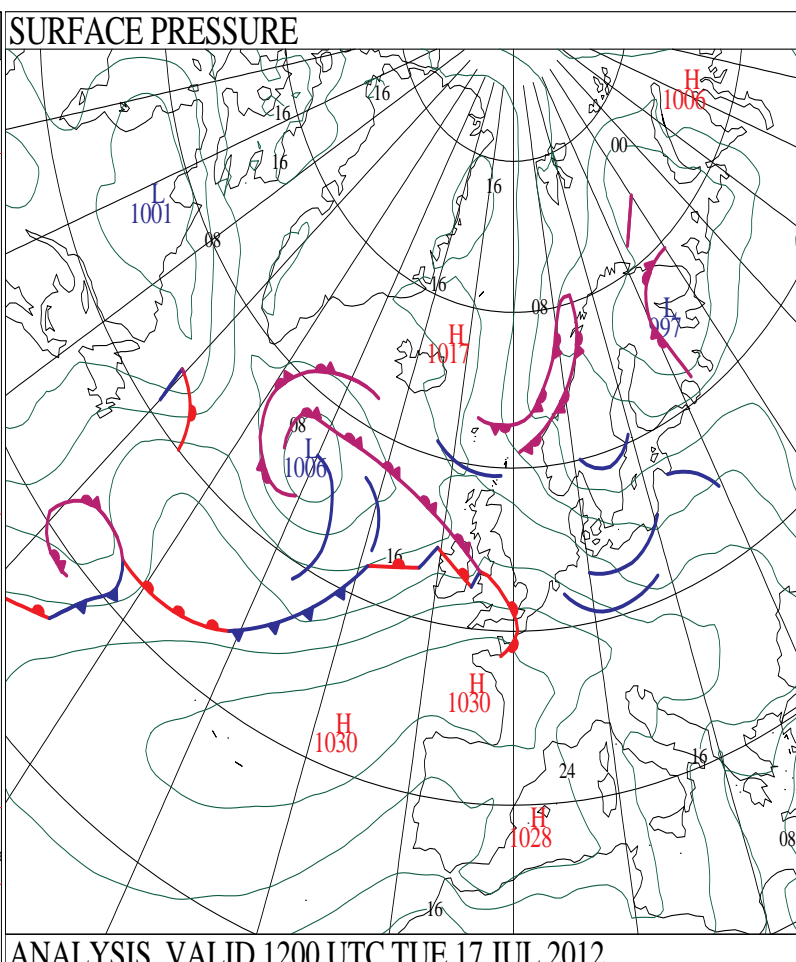 SURFACE PRESSURE
H
1006
16
16
00
16
16
L
1001
08
16
08
L
997
H
1017
08
L
1006
16
H
1030
H
1030
16
24
H
1028
08
16
ANALYSIS VALID 1200 UTC TUE 17 JUL 2012